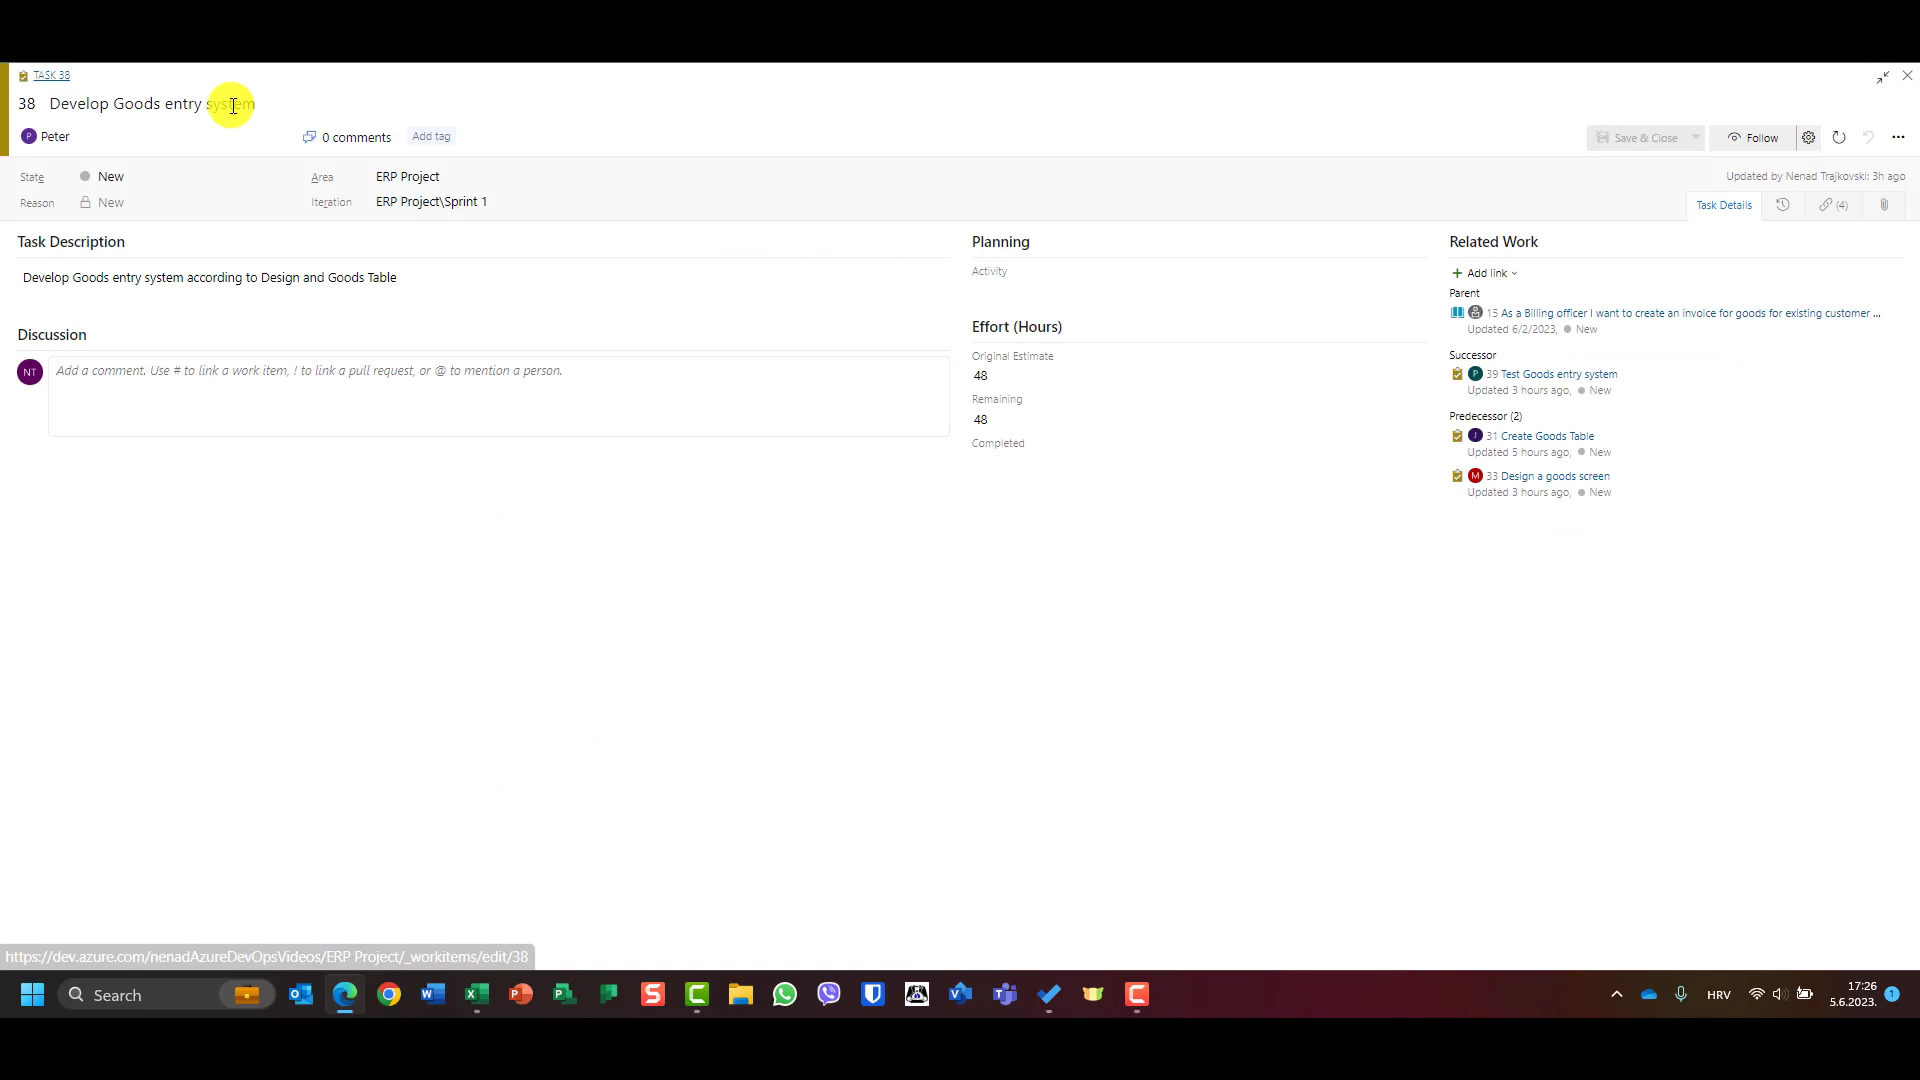 TASK 38
38 Develop Goods entry system
P Peter
0 comments
Add tag
Save & Close
Follow
State
New
Area
ERP Project
Updated by Nenad Trajkovski: 3h ago
Reason
New
Iteration
ERP Project\Sprint 1
Task Details
(4)
Task Description
Develop Goods entry system according to Design and Goods Table
Discussion
NT
Add a comment. Use # to link a work item, ! to link a pull request, or @ to mention a person.
Planning
Activity
Effort (Hours)
Original Estimate
48
Remaining
48
Completed
Related Work
Add link
Parent
15 As a Billing officer I want to create an invoice for goods for existing customer ...
Updated 6/2/2023, New
Successor
P 39 Test Goods entry system
Updated 3 hours ago, New
Predecessor (2)
J 31 Create Goods Table
Updated 5 hours ago, New
M 33 Design a goods screen
Updated 3 hours ago, New
https://dev.azure.com/nenadAzureDevOpsVideos/ERP Project/_workitems/edit/38
Search
HRV
17:26
5.6.2023.
1